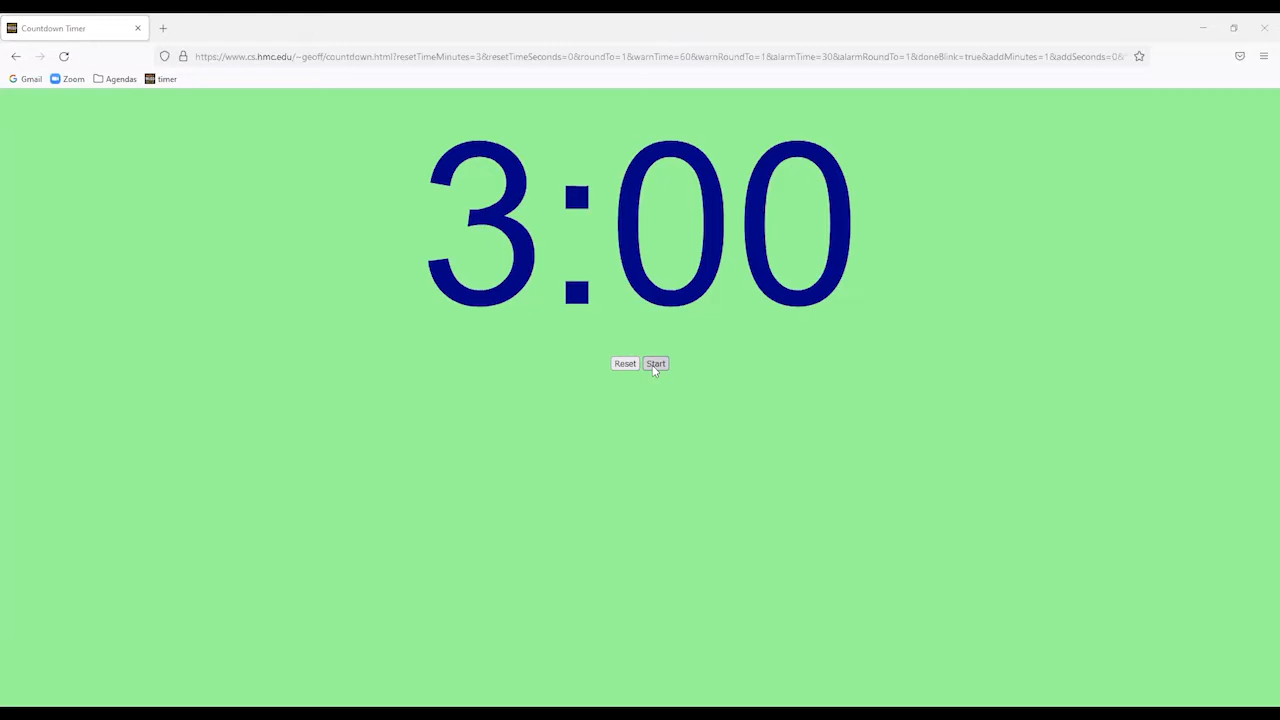 Countdown Timer
https://www.cs.hmc.edu/~geoff/countdown.html?resetTimeMinutes=3&resetTimeSeconds=0&roundTo=1&warnTime=60&warnRoundTo=1&alarmTime=30&alarmRoundTo=1&doneBlink=true&addMinutes=1&addSeconds=0&
Gmail Zoom Agendas timer
3:00
Reset Start